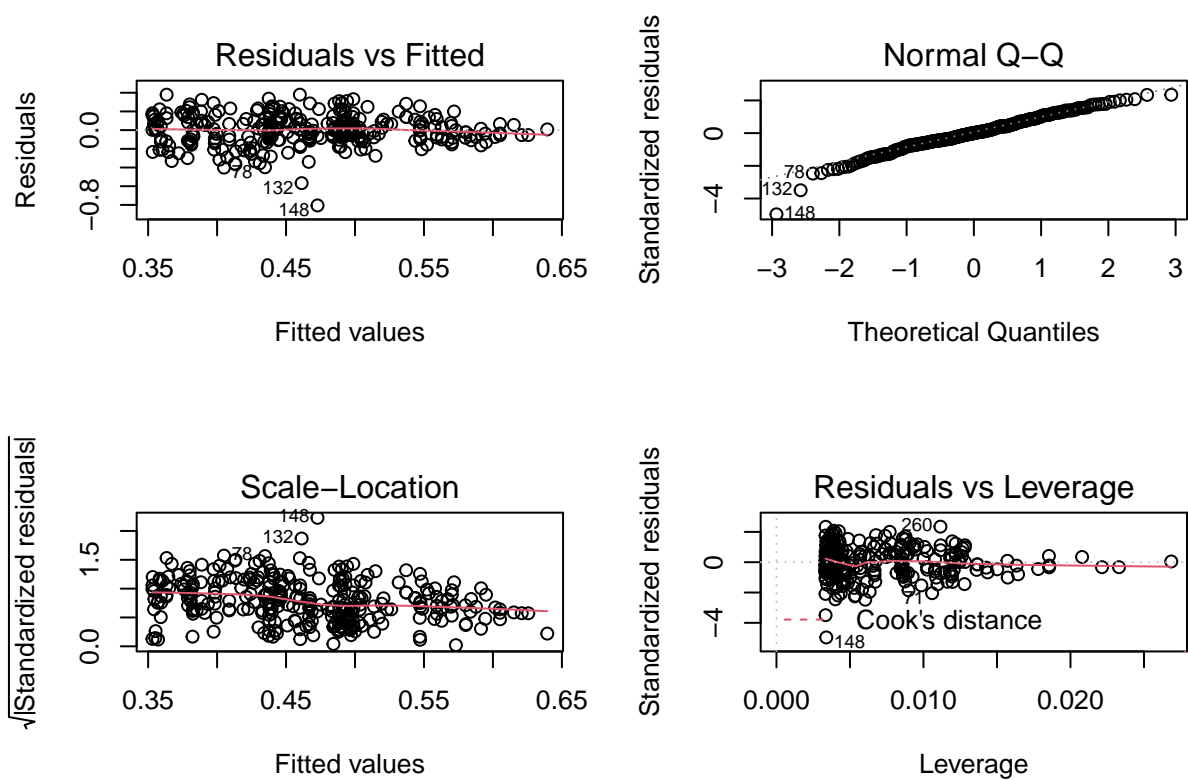 Residuals vs Fitted
Residuals
0.0
−0.8
78
132
148
0.35 0.45 0.55 0.65
Fitted values
Normal Q−Q
Standardized residuals
0
−4
78
132
148
−3 −2 −1 0 1 2 3
Theoretical Quantiles
Scale−Location
√|Standardized residuals|
1.5
0.0
148
132
78
0.35 0.45 0.55 0.65
Fitted values
Residuals vs Leverage
Standardized residuals
0
−4
260
71
Cook's distance
148
0.000 0.010 0.020
Leverage